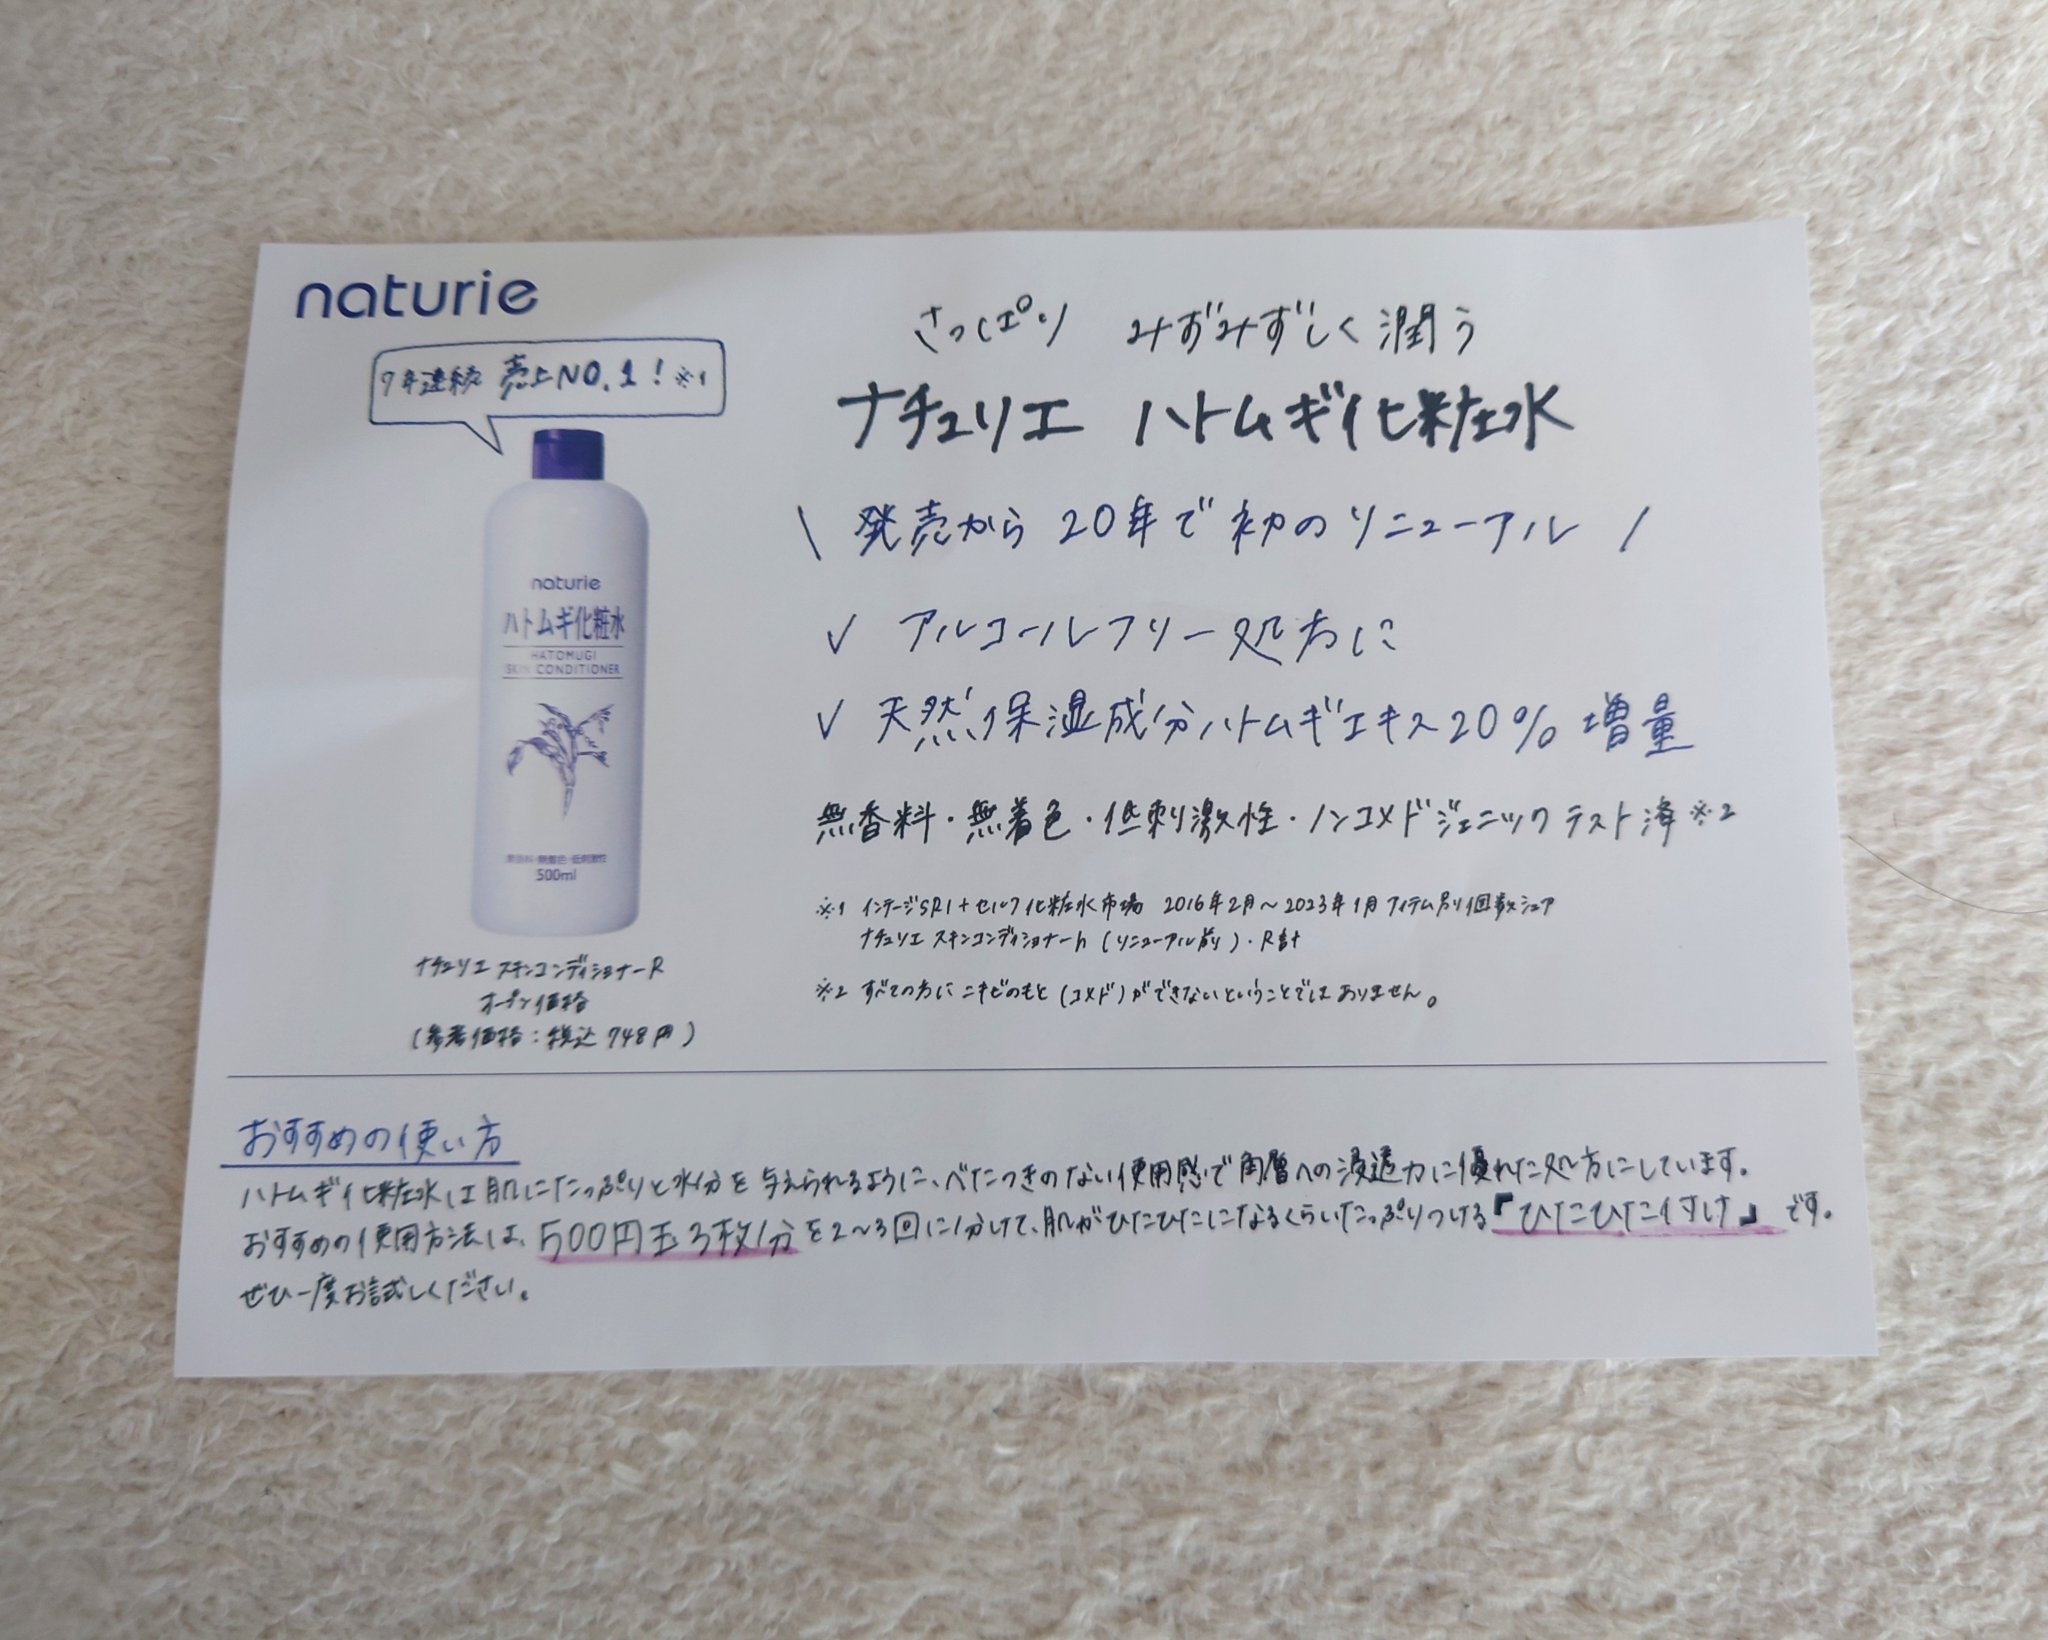 naturie
7年連続 売上NO.1!※1
さっぱり みずみずしく潤う
ナチュリエ ハトムギ化粧水
\ 発売から20年で初のリニューアル /
✓ アルコールフリー処方に
✓ 天然保湿成分ハトムギエキス20%増量
無香料・無着色・低刺激性・ノンコメドジェニックテスト済※2
※1 インテージSRI+セルフ化粧水市場 2016年2月〜2023年1月アイテム別個数シェア
ナチュリエ スキンコンディショナーh(リニューアル前)・R計
※2 すべての方にニキビのもと(コメド)ができないということではありません。
naturie
ハトムギ化粧水
HATOMUGI
SKIN CONDITIONER
無香料・無着色・低刺激性
500ml
ナチュリエ スキンコンディショナーR
オープン価格
(参考価格:税込748円)
おすすめの使い方
ハトムギ化粧水は肌にたっぷりと水分を与えられるように、べたつきのない使用感で角層への浸透力に優れた処方にしています。
おすすめの使用方法は、500円玉3枚分を2〜3回に分けて、肌がひたひたになるくらいたっぷりつける『ひたひた付け』です。
ぜひ一度お試しください。